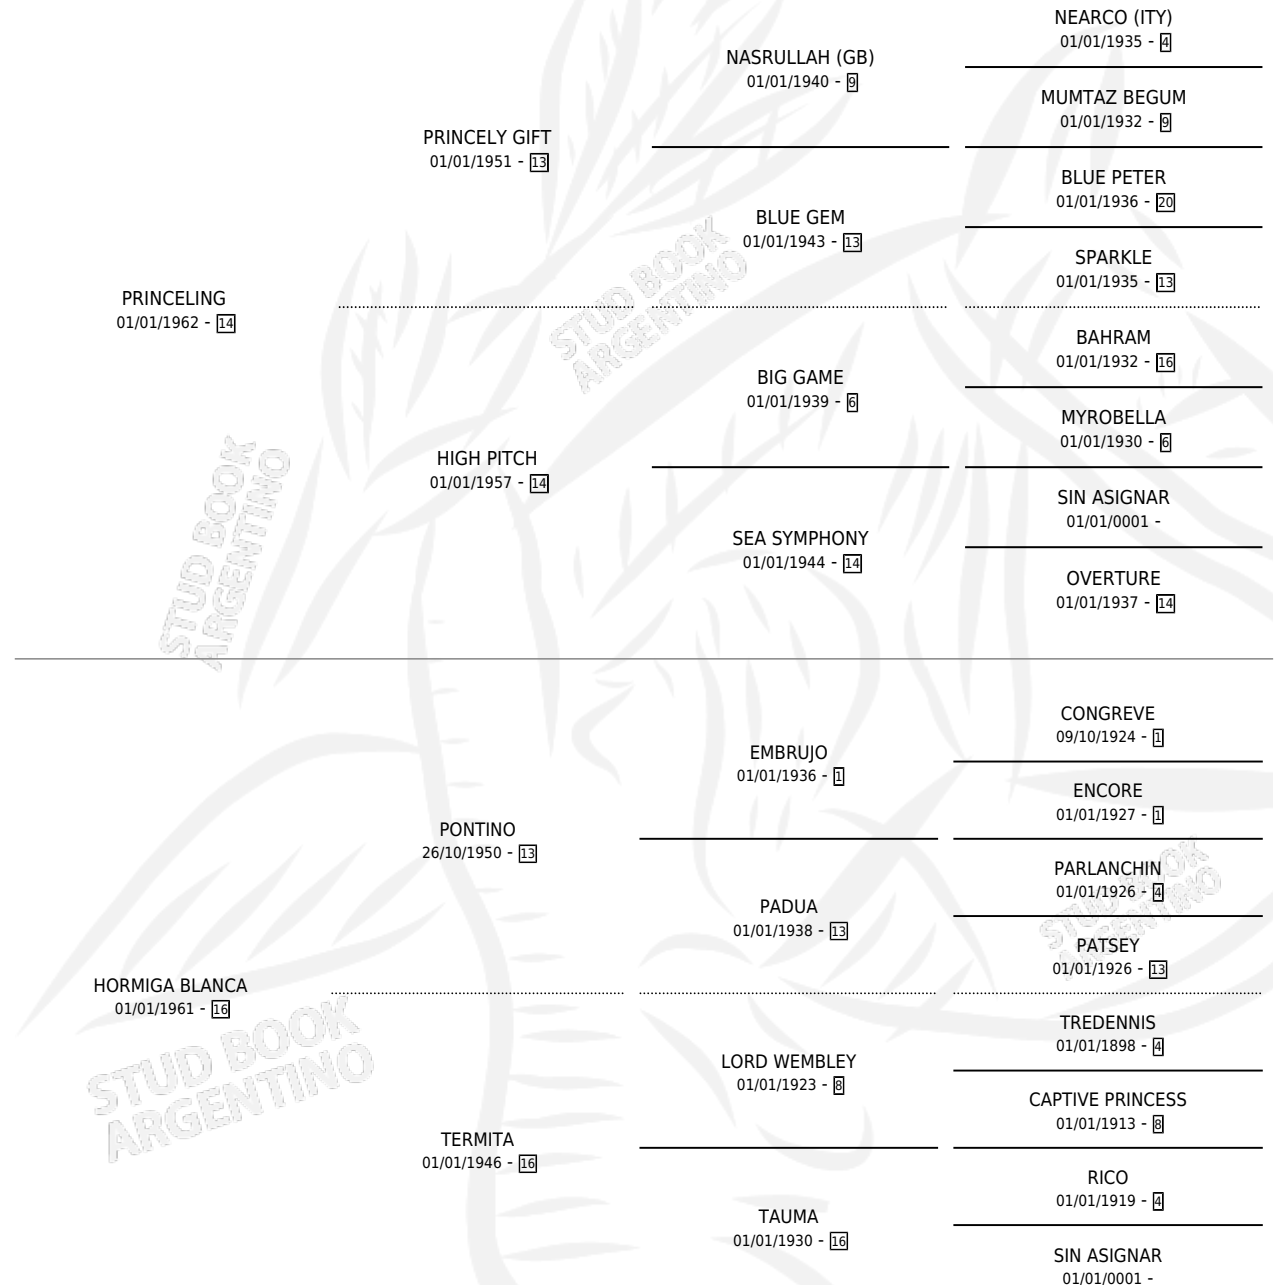 NEARCO (ITY)
01/01/1935 - 4
NASRULLAH (GB)
01/01/1940 - 9
MUMTAZ BEGUM
01/01/1932 - 9
PRINCELY GIFT
01/01/1951 - 13
BLUE PETER
01/01/1936 - 20
BLUE GEM
01/01/1943 - 13
SPARKLE
01/01/1935 - 13
PRINCELING
01/01/1962 - 14
STUD BOOK
ARGENTINO
BAHRAM
01/01/1932 - 16
BIG GAME
01/01/1939 - 6
MYROBELLA
01/01/1930 - 6
HIGH PITCH
01/01/1957 - 14
SIN ASIGNAR
01/01/0001 -
SEA SYMPHONY
01/01/1944 - 14
OVERTURE
01/01/1937 - 14
STUD BOOK
ARGENTINO
CONGREVE
09/10/1924 - 1
EMBRUJO
01/01/1936 - 1
ENCORE
01/01/1927 - 1
PONTINO
26/10/1950 - 13
PARLANCHIN
01/01/1926 - 4
PADUA
01/01/1938 - 13
PATSEY
01/01/1926 - 13
STUD BOOK
ARGENTINO
HORMIGA BLANCA
01/01/1961 - 16
TREDENNIS
01/01/1898 - 4
LORD WEMBLEY
01/01/1923 - 8
CAPTIVE PRINCESS
01/01/1913 - 8
STUD BOOK
ARGENTINO
TERMITA
01/01/1946 - 16
RICO
01/01/1919 - 4
TAUMA
01/01/1930 - 16
SIN ASIGNAR
01/01/0001 -